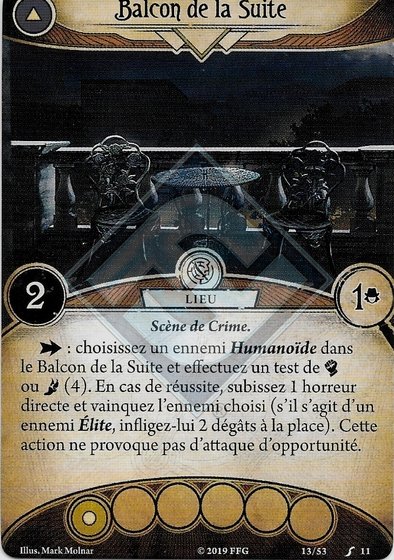 Balcon de la Suite
2
LIEU
1
Scène de Crime.
: choisissez un ennemi Humanoïde dans
le Balcon de la Suite et effectuez un test de
ou (4). En cas de réussite, subissez 1 horreur
directe et vainquez l'ennemi choisi (s'il s'agit d'un
ennemi Élite, infligez-lui 2 dégâts à la place). Cette
action ne provoque pas d'attaque d'opportunité.
Illus. Mark Molnar © 2019 FFG 13/53 11